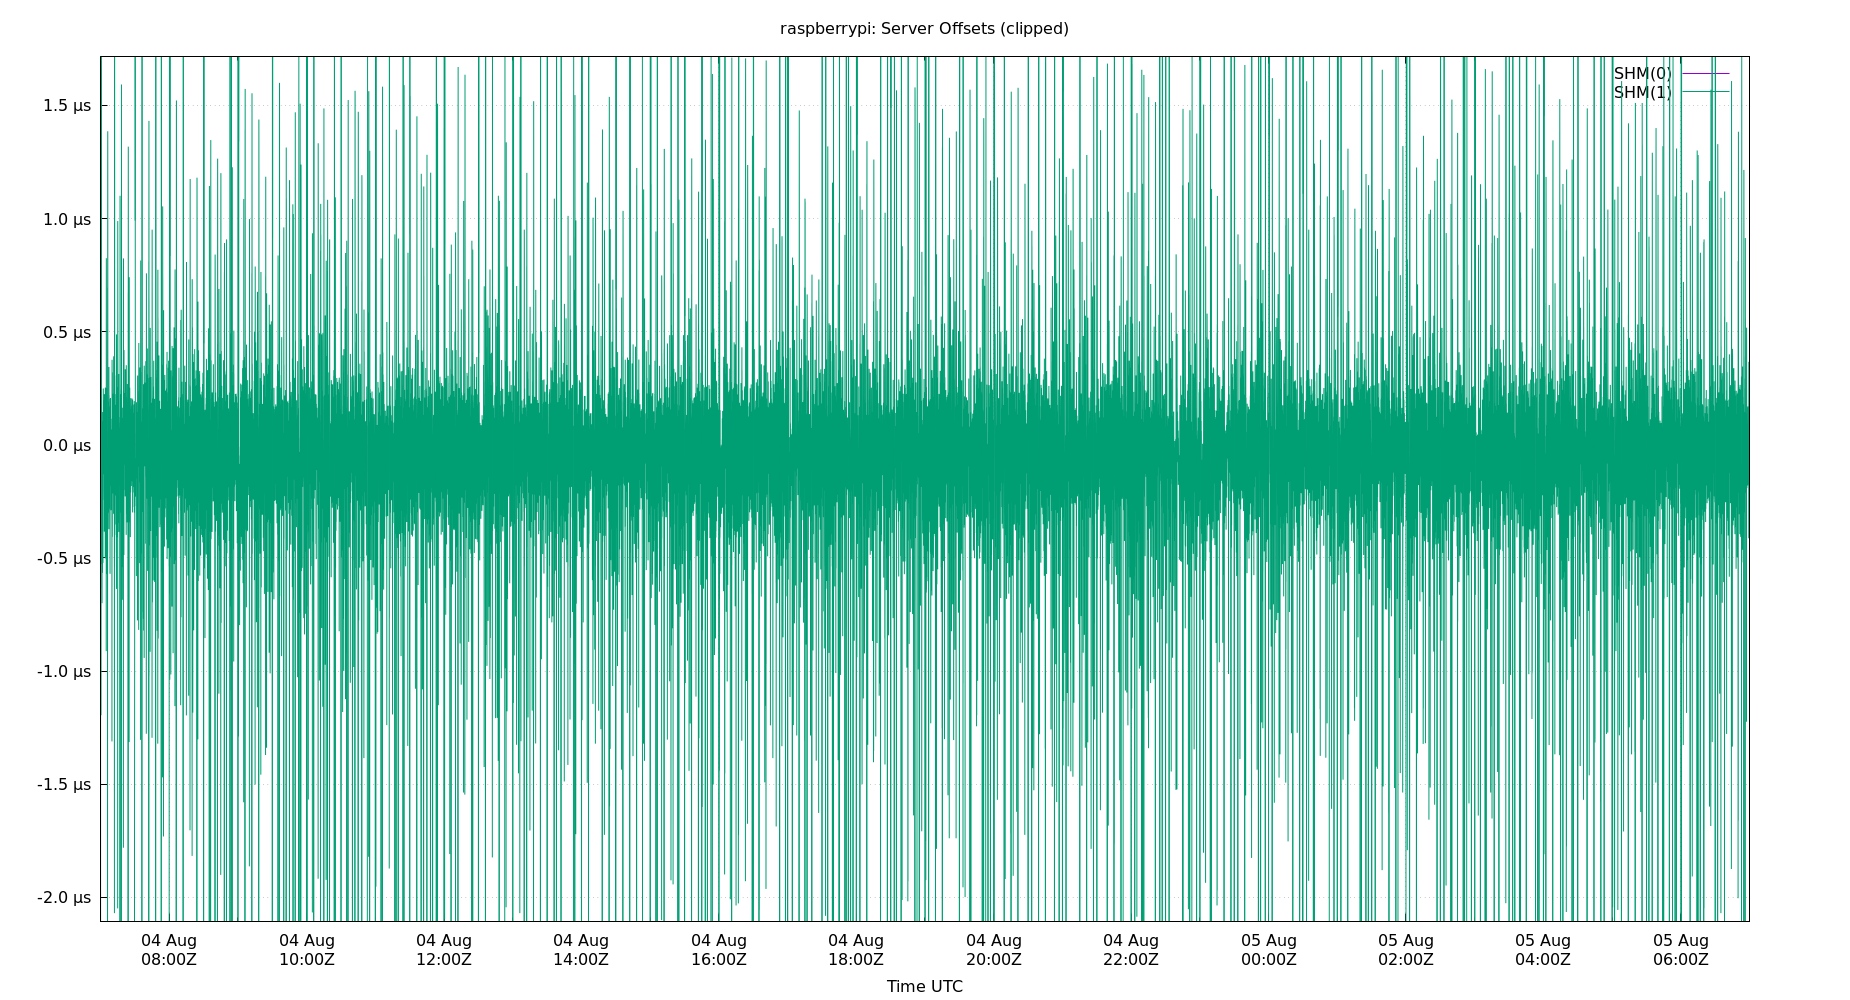 raspberrypi: Server Offsets (clipped)
SHM(0)
SHM(1)
1.5 µs
1.0 µs
0.5 µs
0.0 µs
-0.5 µs
-1.0 µs
-1.5 µs
-2.0 µs
04 Aug 04 Aug 04 Aug 04 Aug 04 Aug 04 Aug 04 Aug 04 Aug 05 Aug 05 Aug 05 Aug 05 Aug
08:00Z 10:00Z 12:00Z 14:00Z 16:00Z 18:00Z 20:00Z 22:00Z 00:00Z 02:00Z 04:00Z 06:00Z
Time UTC